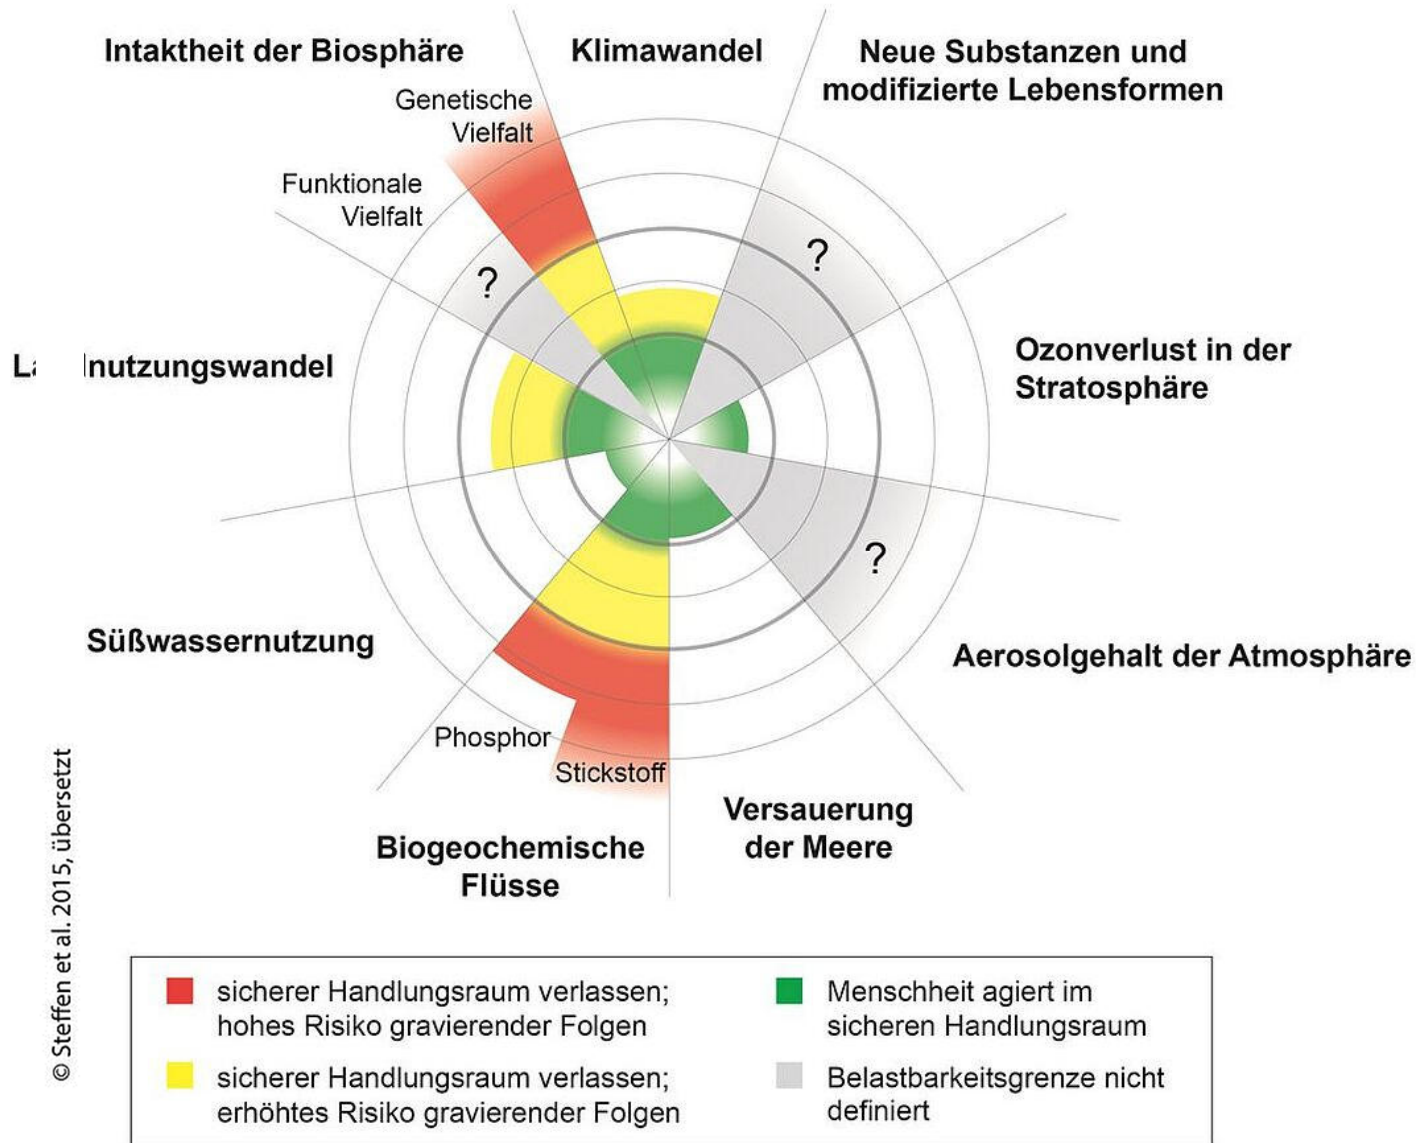 Intaktheit der Biosphäre
Klimawandel
Neue Substanzen und
modifizierte Lebensformen
Genetische
Vielfalt
Funktionale
Vielfalt
?
?
nutzungswandel
Ozonverlust in der
Stratosphäre
?
Süßwassernutzung
Aerosolgehalt der Atmosphäre
Phosphor
Stickstoff
Versauerung
der Meere
Biogeochemische
Flüsse
© Steffen et al. 2015, übersetzt
sicherer Handlungsraum verlassen;
hohes Risiko gravierender Folgen
sicherer Handlungsraum verlassen;
erhöhtes Risiko gravierender Folgen
Menschheit agiert im
sicheren Handlungsraum
Belastbarkeitsgrenze nicht
definiert